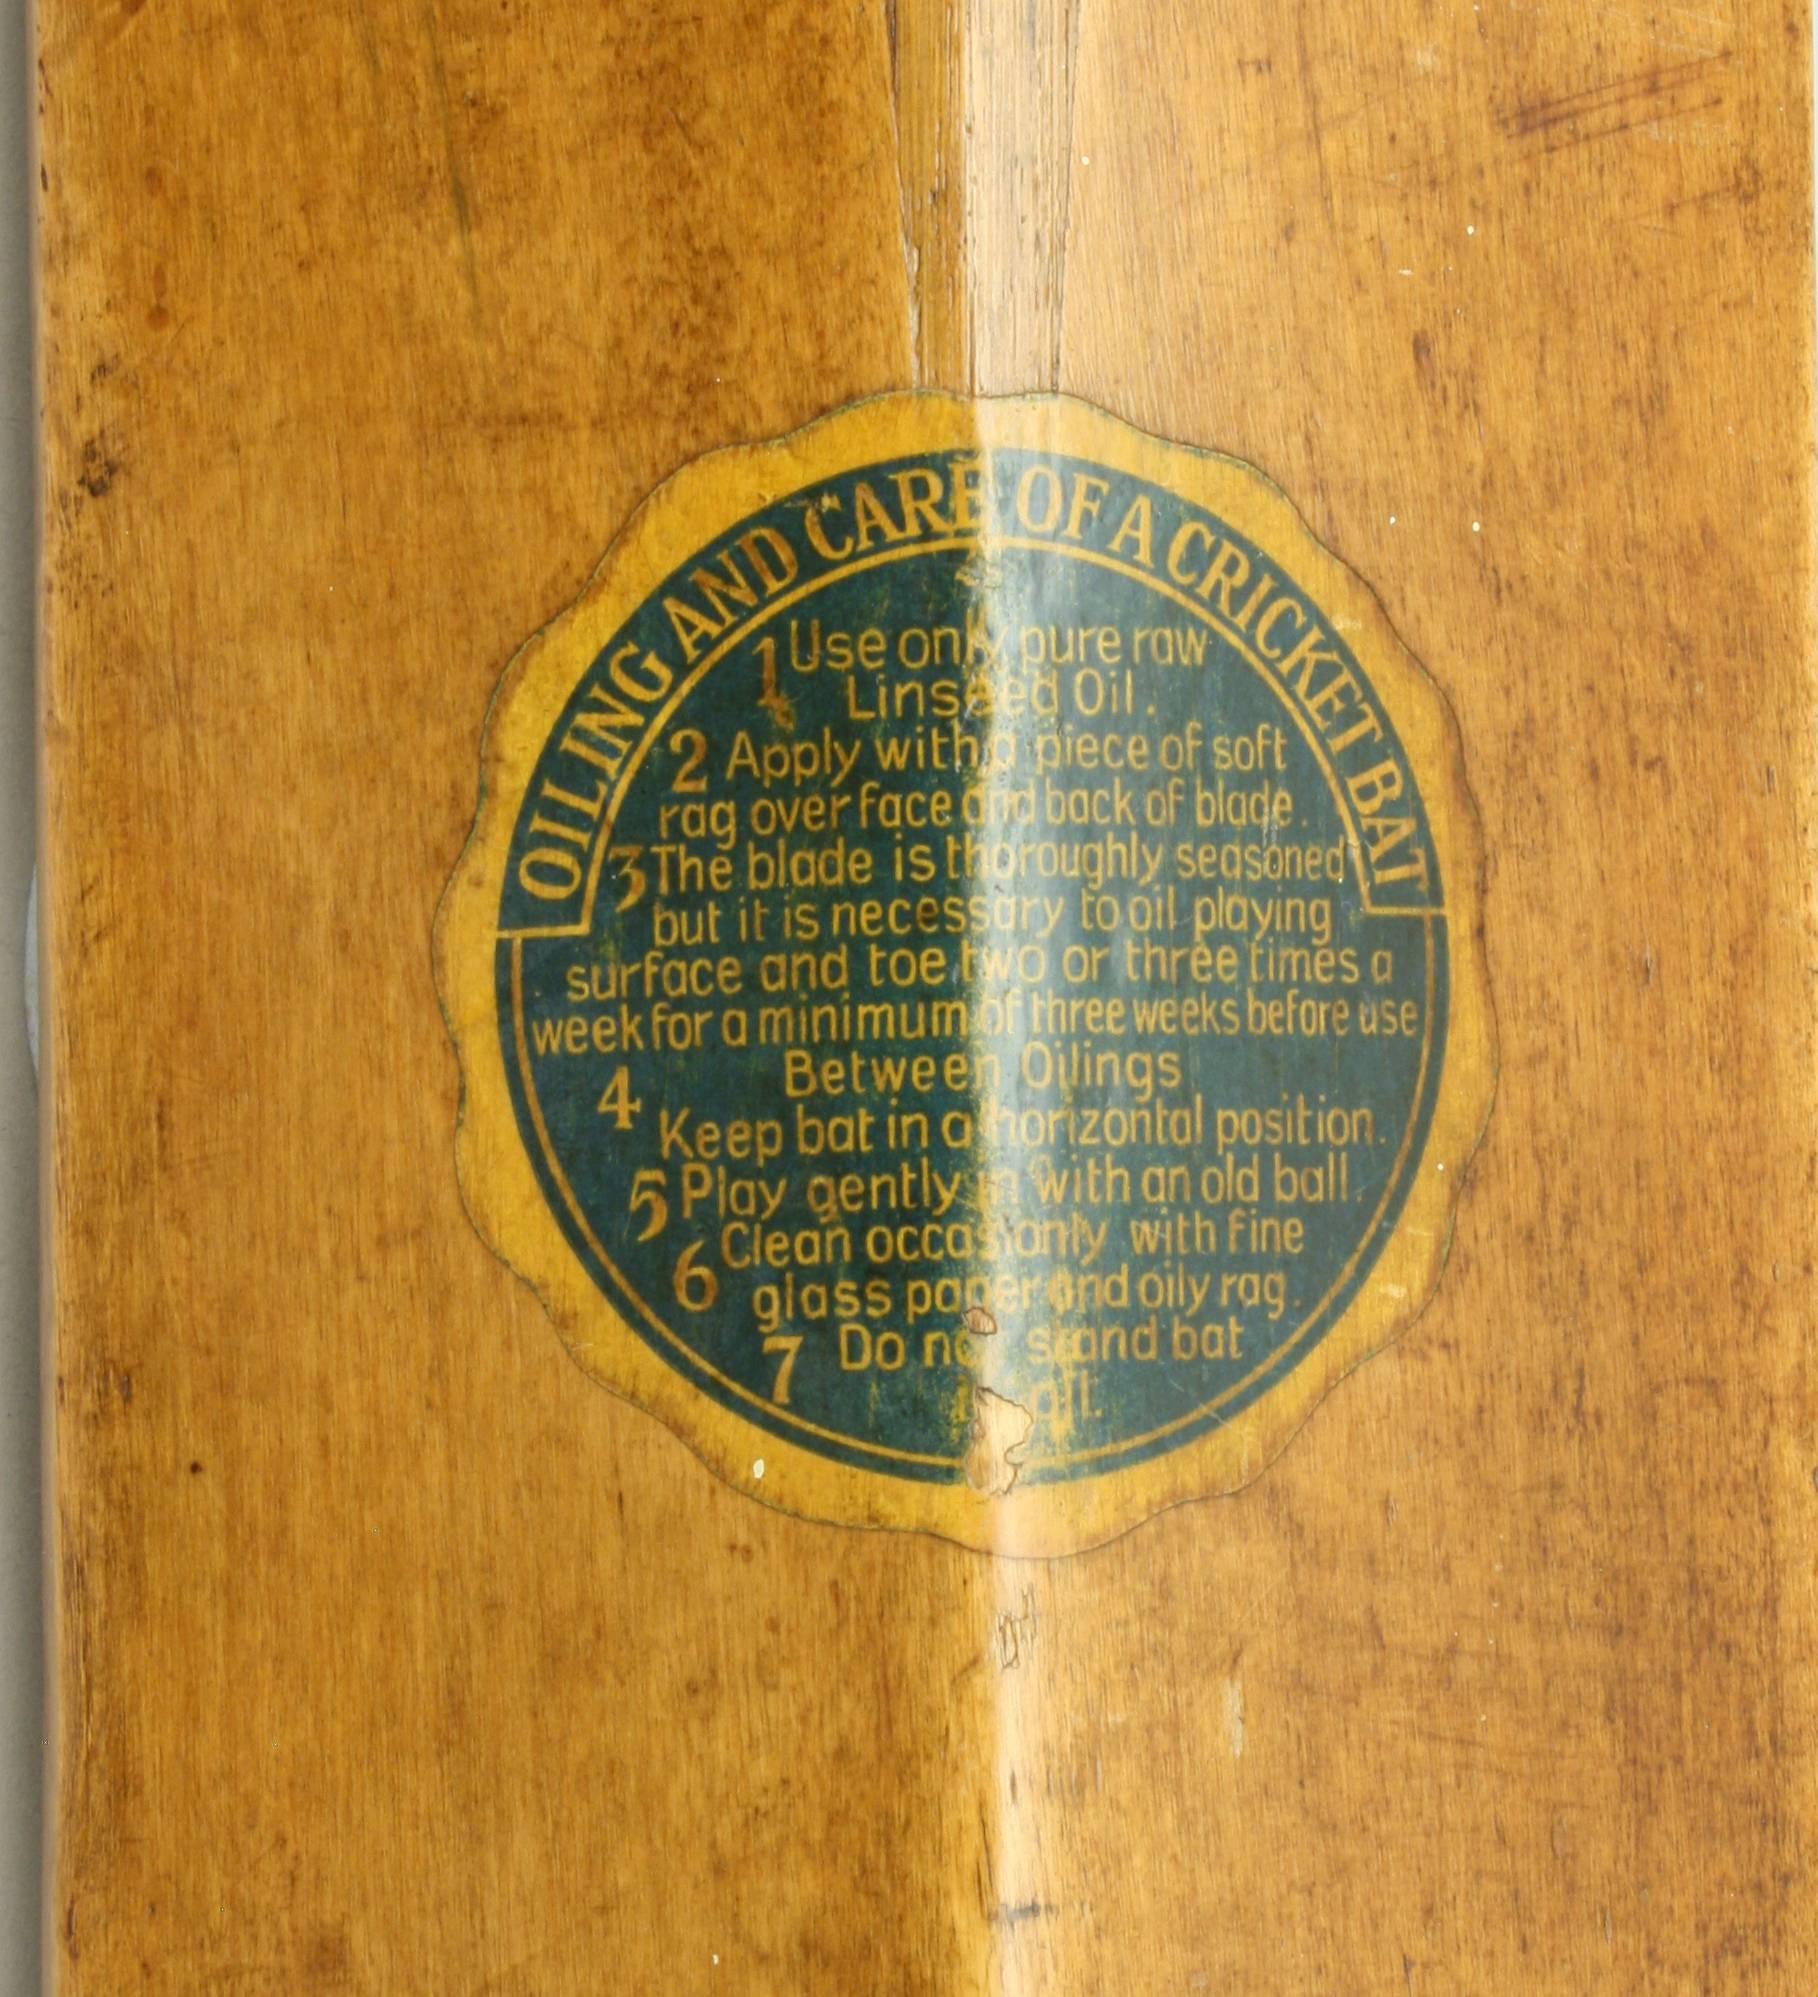 OILING AND CARE OF A CRICKET BAT
1 Use only pure raw
Linseed Oil.
2 Apply with a piece of soft
rag over face and back of blade.
3 The blade is thoroughly seasoned
but it is necessary to oil playing
surface and toe two or three times a
week for a minimum of three weeks before use
Between Oilings
4 Keep bat in a horizontal position.
5 Play gently in with an old ball.
6 Clean occasionly with fine
glass paper and oily rag.
7 Do not stand bat
oil.